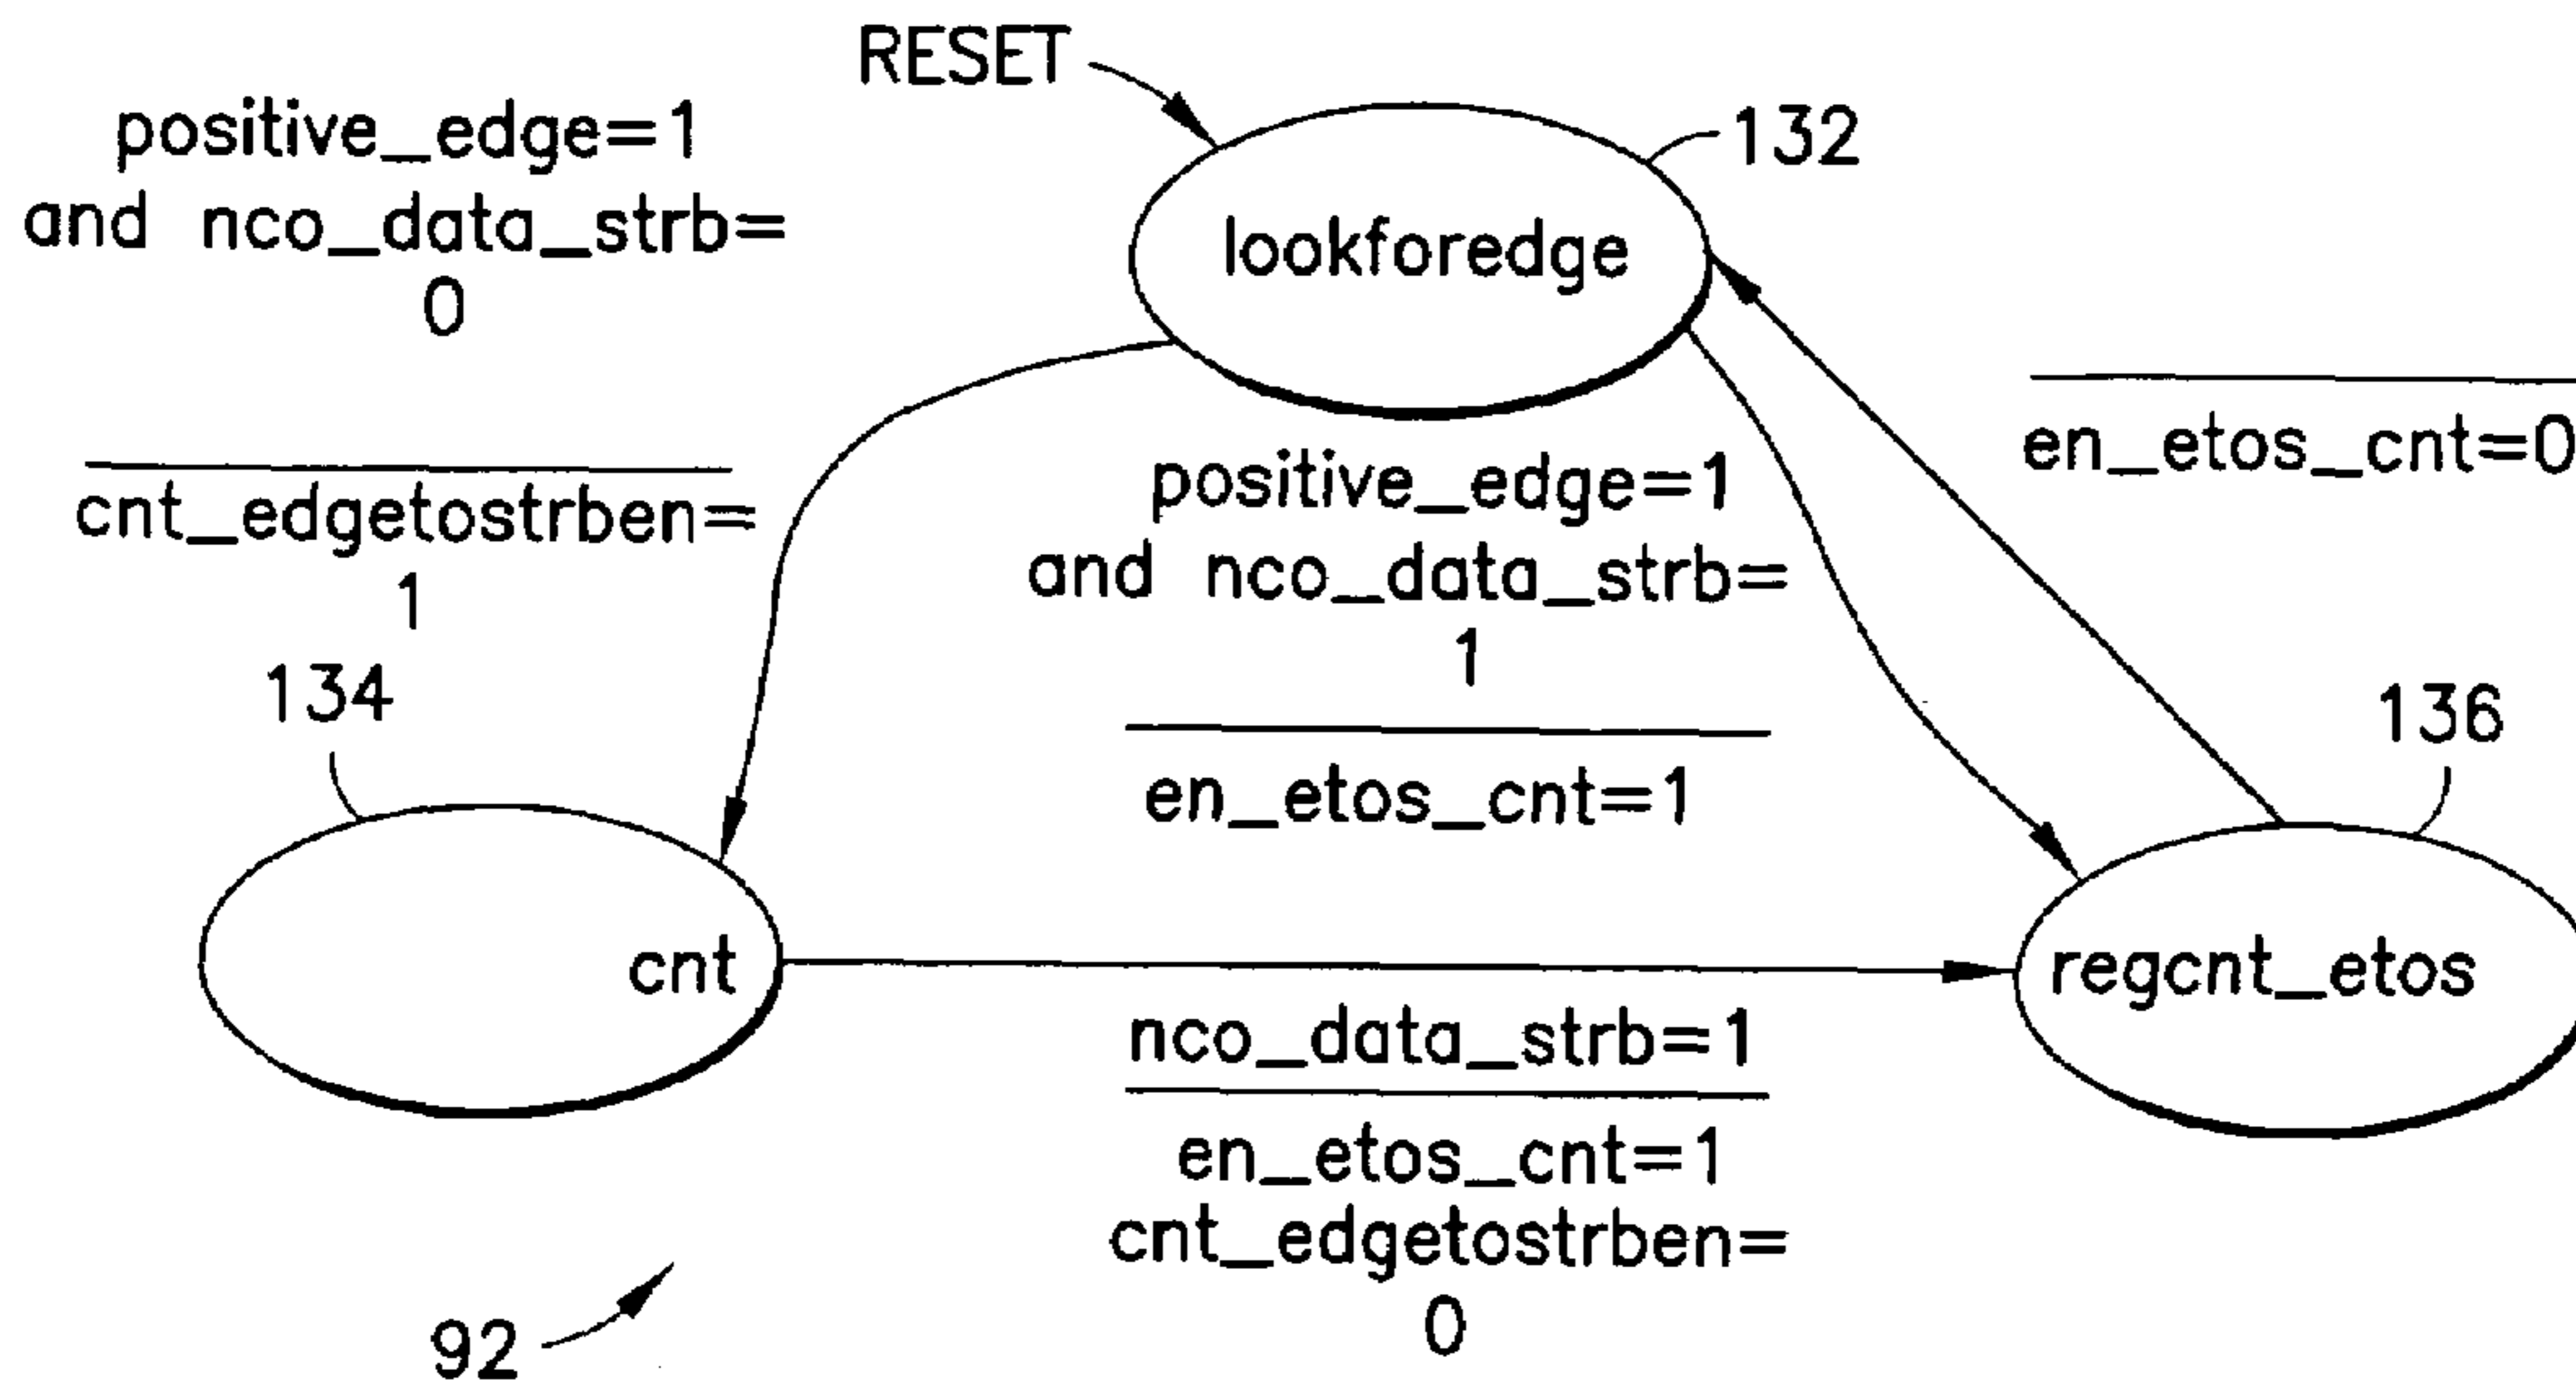 RESET
positive_edge=1
and nco_data_strb=
0
132
lookforedge
cnt_edgetostrben=
1
positive_edge=1
and nco_data_strb=
1
en_etos_cnt=1
en_etos_cnt=0
134
136
cnt
regcnt_etos
nco_data_strb=1
en_etos_cnt=1
cnt_edgetostrben=
0
92